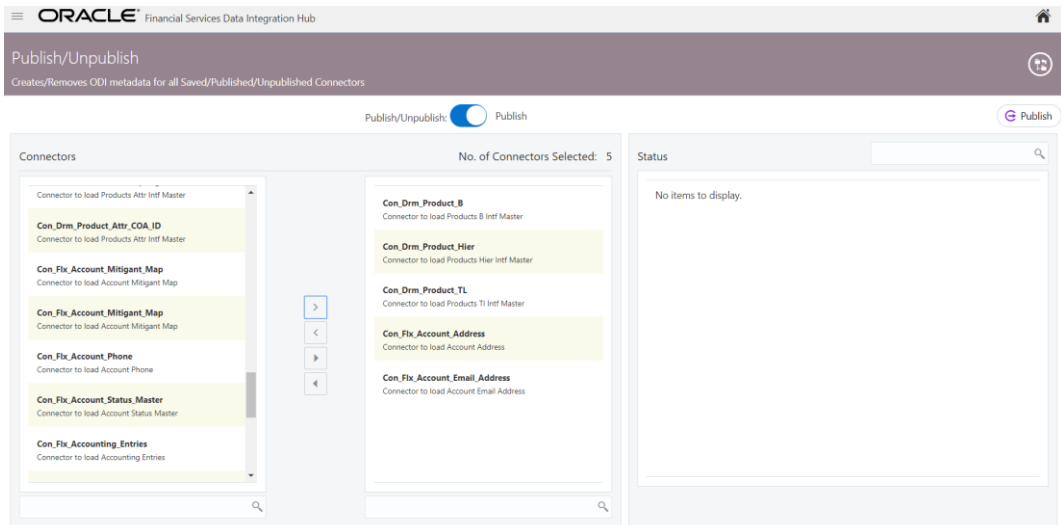 ORACLE® Financial Services Data Integration Hub
Publish/Unpublish
Creates/Removes ODI metadata for all Saved/Published/Unpublished Connectors
Publish/Unpublish: Publish
Publish
Connectors
No. of Connectors Selected: 5
Connector to load Products Attr Intf Master
Con_Drm_Product_Attr_COA_ID
Connector to load Products Attr Intf Master
Con_Flx_Account_Mitigant_Map
Connector to load Account Mitigant Map
Con_Flx_Account_Mitigant_Map
Connector to load Account Mitigant Map
Con_Flx_Account_Phone
Connector to load Account Phone
Con_Flx_Account_Status_Master
Connector to load Account Status Master
Con_Flx_Accounting_Entries
Connector to load Accounting Entries
Con_Drm_Product_B
Connector to load Products B Intf Master
Con_Drm_Product_Hier
Connector to load Products Hier Intf Master
Con_Drm_Product_TL
Connector to load Products Tl Intf Master
Con_Flx_Account_Address
Connector to load Account Address
Con_Flx_Account_Email_Address
Connector to load Account Email Address
Status
No items to display.